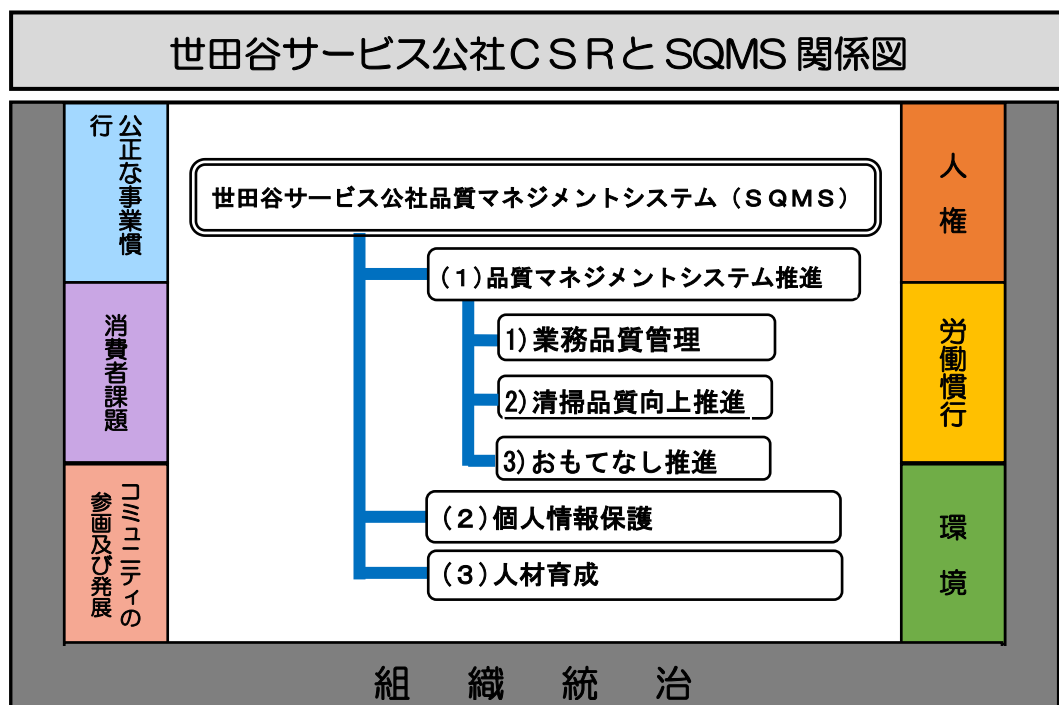 世田谷サービス公社ＣＳＲとSQMS関係図
公正な事業慣
行
消費者課題
コミュニティの
参画及び発展
世田谷サービス公社品質マネジメントシステム（ＳＱＭＳ）
(１)品質マネジメントシステム推進
1)業務品質管理
2)清掃品質向上推進
3)おもてなし推進
(２)個人情報保護
(３)人材育成
人権
労働慣行
環境
組織統治